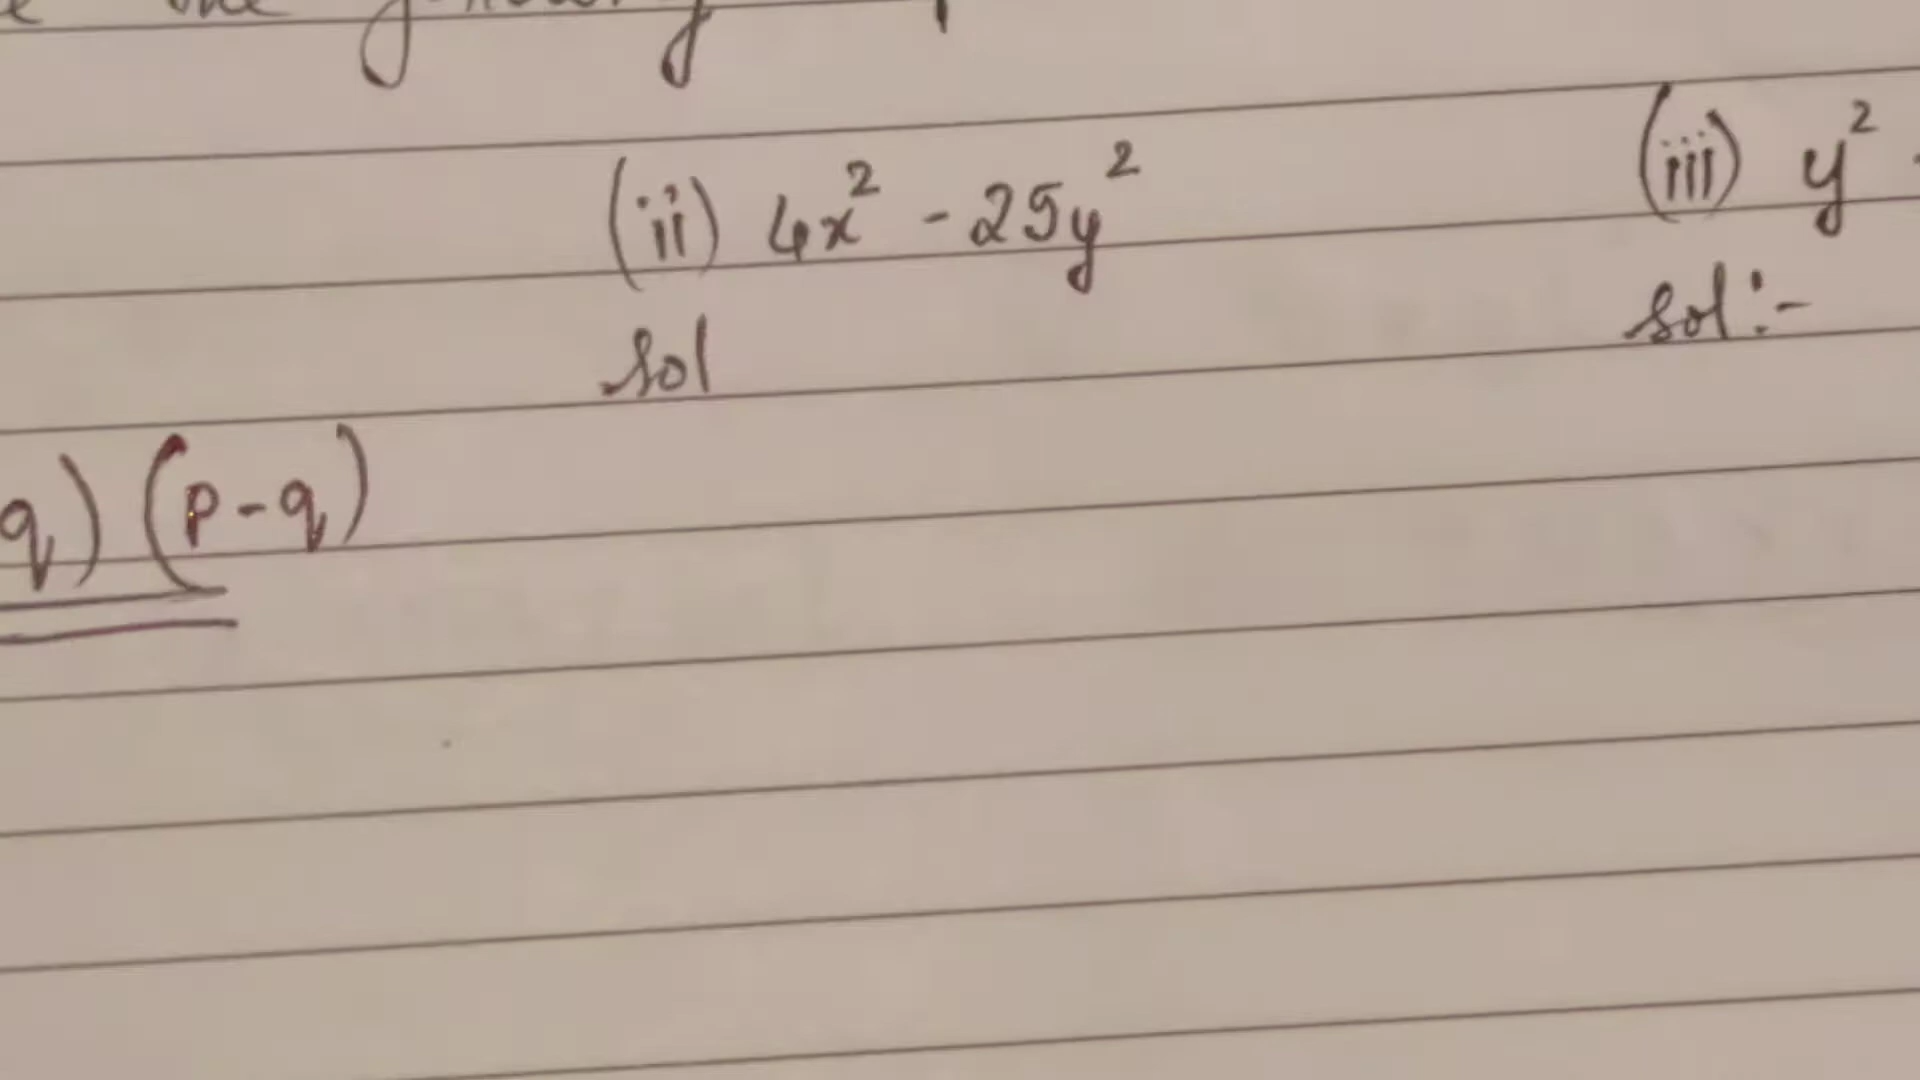 (ii) 4x² - 25y² (iii) y²
sol sol :-
q) (p - q)